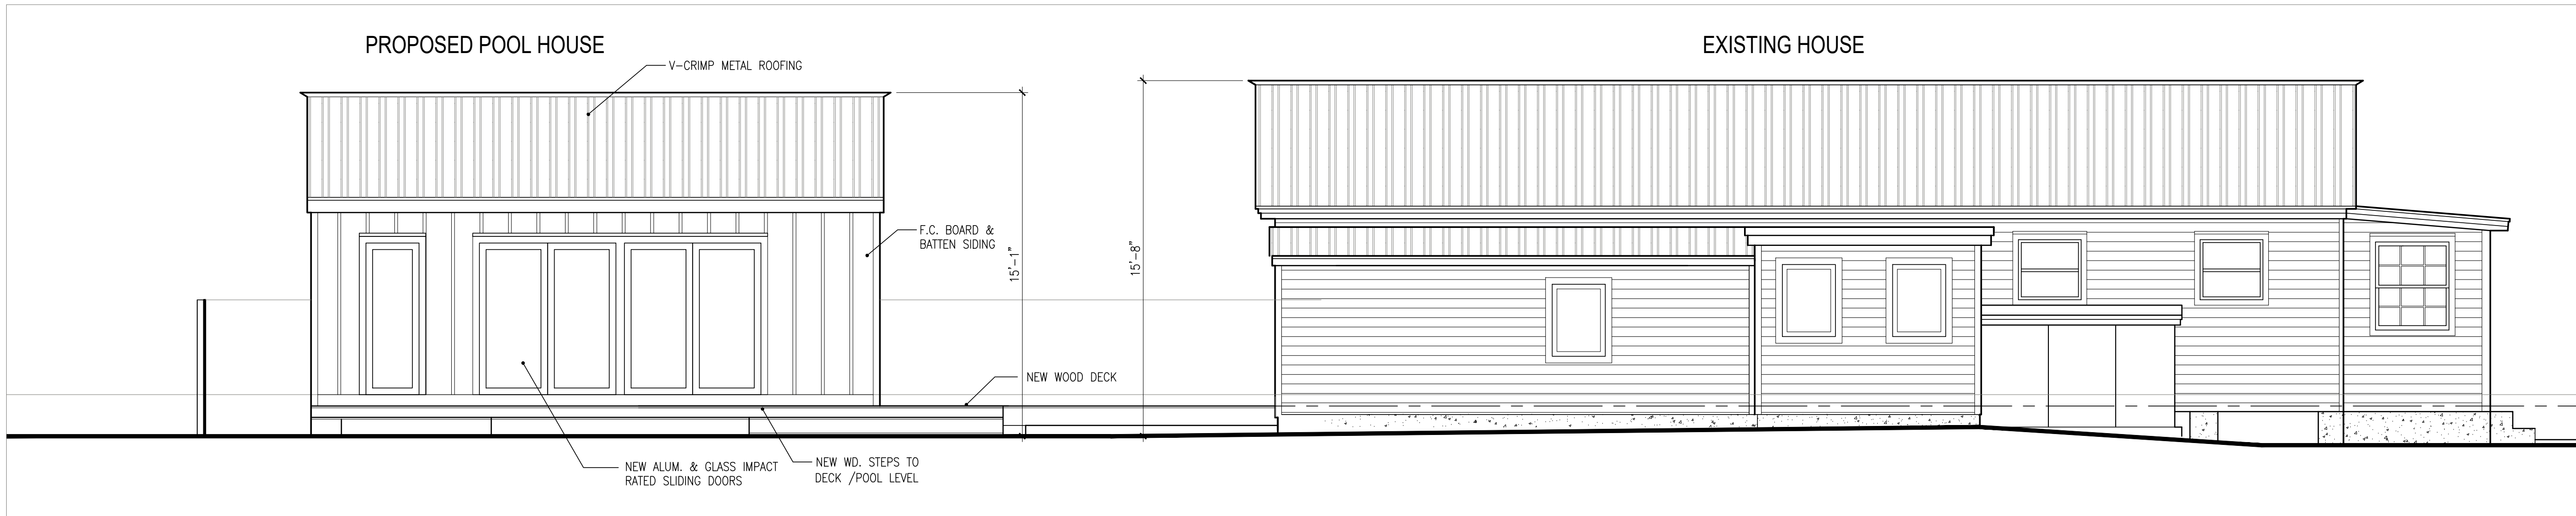 PROPOSED POOL HOUSE
EXISTING HOUSE
V-CRIMP METAL ROOFING
F.C. BOARD &
BATTEN SIDING
15'-1"
15'-8"
NEW WOOD DECK
NEW ALUM. & GLASS IMPACT
RATED SLIDING DOORS
NEW WD. STEPS TO
DECK /POOL LEVEL